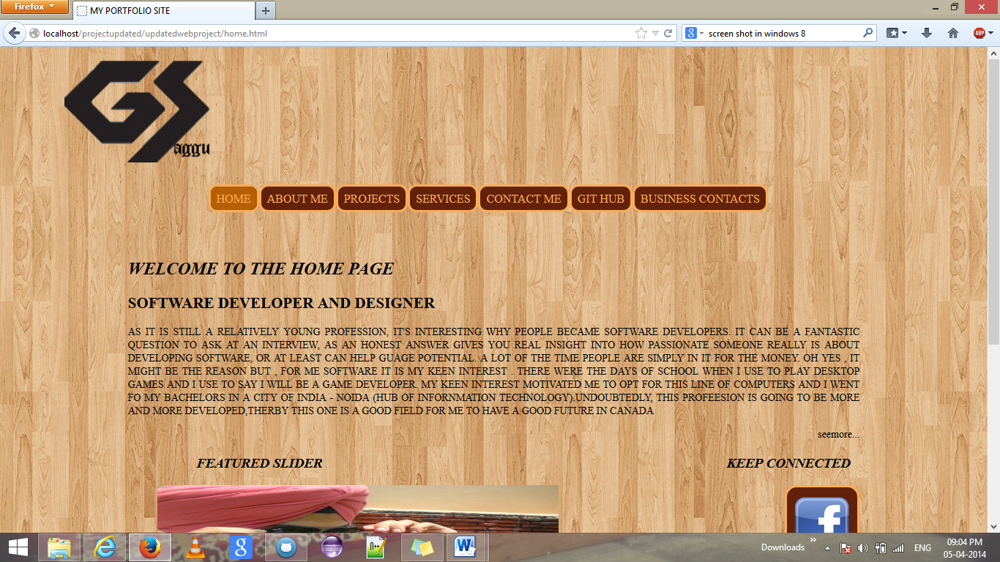 Firefox
MY PORTFOLIO SITE
localhost/projectupdated/updatedwebproject/home.html
screen shot in windows 8
ABP
GS
aggu
HOME
ABOUT ME
PROJECTS
SERVICES
CONTACT ME
GIT HUB
BUSINESS CONTACTS
WELCOME TO THE HOME PAGE
SOFTWARE DEVELOPER AND DESIGNER
AS IT IS STILL A RELATIVELY YOUNG PROFESSION, IT'S INTERESTING WHY PEOPLE BECAME SOFTWARE DEVELOPERS. IT CAN BE A FANTASTIC
QUESTION TO ASK AT AN INTERVIEW, AS AN HONEST ANSWER GIVES YOU REAL INSIGHT INTO HOW PASSIONATE SOMEONE REALLY IS ABOUT
DEVELOPING SOFTWARE, OR AT LEAST CAN HELP GUAGE POTENTIAL. A LOT OF THE TIME PEOPLE ARE SIMPLY IN IT FOR THE MONEY. OH YES , IT
MIGHT BE THE REASON BUT , FOR ME SOFTWARE IT IS MY KEEN INTEREST . THERE WERE THE DAYS OF SCHOOL WHEN I USE TO PLAY DESKTOP
GAMES AND I USE TO SAY I WILL BE A GAME DEVELOPER. MY KEEN INTEREST MOTIVATED ME TO OPT FOR THIS LINE OF COMPUTERS AND I WENT
FO MY BACHELORS IN A CITY OF INDIA - NOIDA (HUB OF INFORNMATION TECHNOLOGY).UNDOUBTEDLY, THIS PROFEESION IS GOING TO BE MORE
AND MORE DEVELOPED,THERBY THIS ONE IS A GOOD FIELD FOR ME TO HAVE A GOOD FUTURE IN CANADA
seemore...
FEATURED SLIDER
KEEP CONNECTED
Downloads
ENG
09:04 PM
05-04-2014